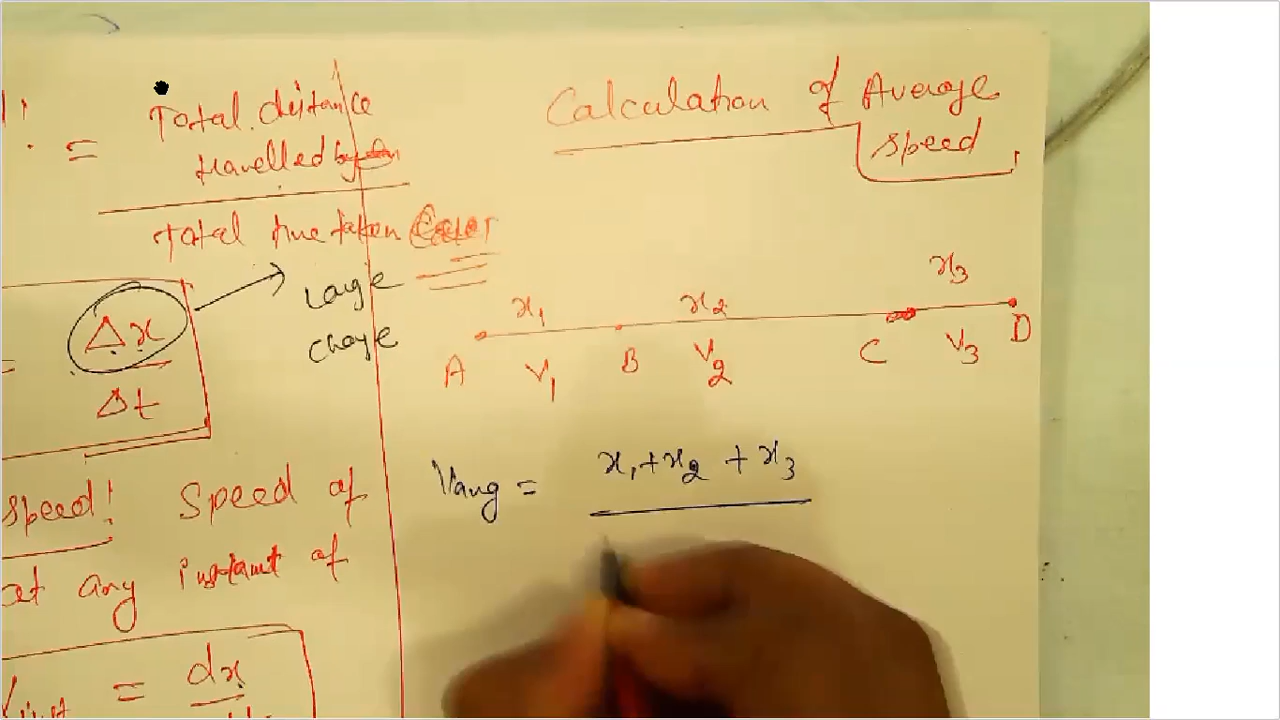 = Total distance
travelled by
Total time taken
Δx
Δt
large
change
speed! Speed of
at any instant of
= dx
Calculation of Average
speed
x₁ x₂ x₃
A V₁ B V₂ C V₃ D
Vavg = x₁+x₂ + x₃